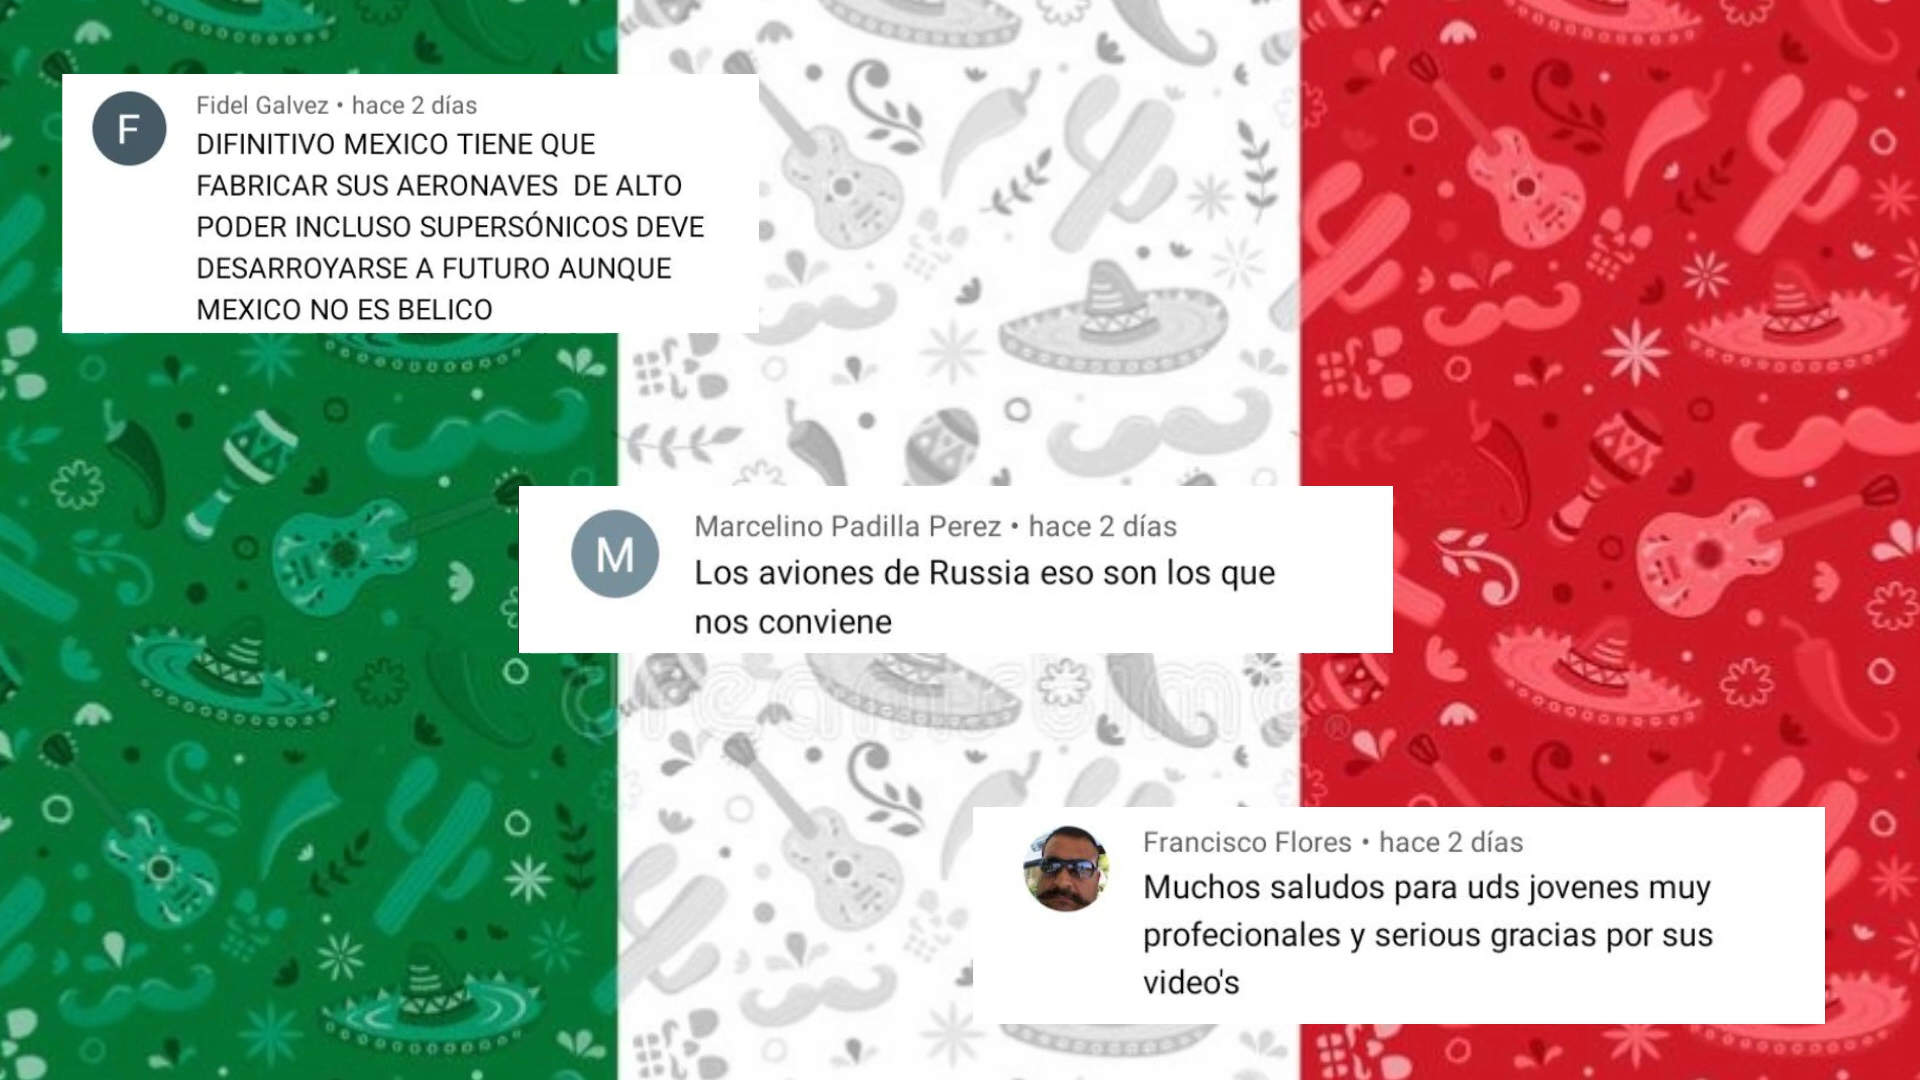 Fidel Galvez • hace 2 días
F
DIFINITIVO MEXICO TIENE QUE
FABRICAR SUS AERONAVES DE ALTO
PODER INCLUSO SUPERSÓNICOS DEVE
DESARROYARSE A FUTURO AUNQUE
MEXICO NO ES BELICO
Marcelino Padilla Perez • hace 2 días
M
Los aviones de Russia eso son los que
nos conviene
dreamstime®
Francisco Flores • hace 2 días
Muchos saludos para uds jovenes muy
profecionales y serious gracias por sus
video's